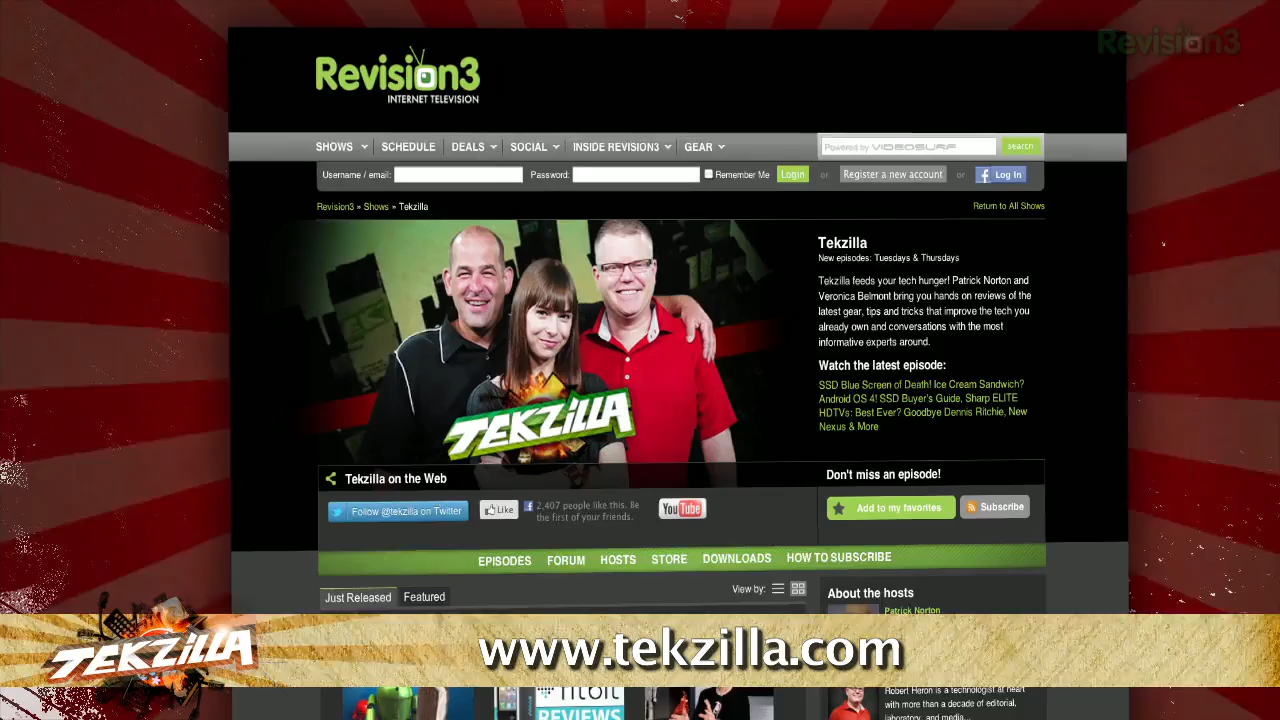 Revision3
Revision3
INTERNET TELEVISION
SHOWS SCHEDULE DEALS SOCIAL INSIDE REVISION3 GEAR Powered by VIDEOSURF search
Username / email: Password: Remember Me Login or Register a new account or f Log In
Revision3 » Shows » Tekzilla Return to All Shows
Tekzilla
New episodes: Tuesdays & Thursdays
Tekzilla feeds your tech hunger! Patrick Norton and
Veronica Belmont bring you hands on reviews of the
latest gear, tips and tricks that improve the tech you
already own and conversations with the most
informative experts around.
Watch the latest episode:
SSD Blue Screen of Death! Ice Cream Sandwich?
Android OS 4! SSD Buyer's Guide, Sharp ELITE
HDTVs: Best Ever? Goodbye Dennis Ritchie, New
Nexus & More
TEKZILLA
Tekzilla on the Web
Don't miss an episode!
Follow @tekzilla on Twitter
Like
f 2,407 people like this. Be
the first of your friends.
YouTube
Add to my favorites
Subscribe
EPISODES FORUM HOSTS STORE DOWNLOADS HOW TO SUBSCRIBE
Just Released Featured View by:
About the hosts
Patrick Norton
TEKZILLA
www.tekzilla.com
REVIEWS
Robert Heron is a technologist at heart
with more than a decade of editorial,
laboratory, and media...